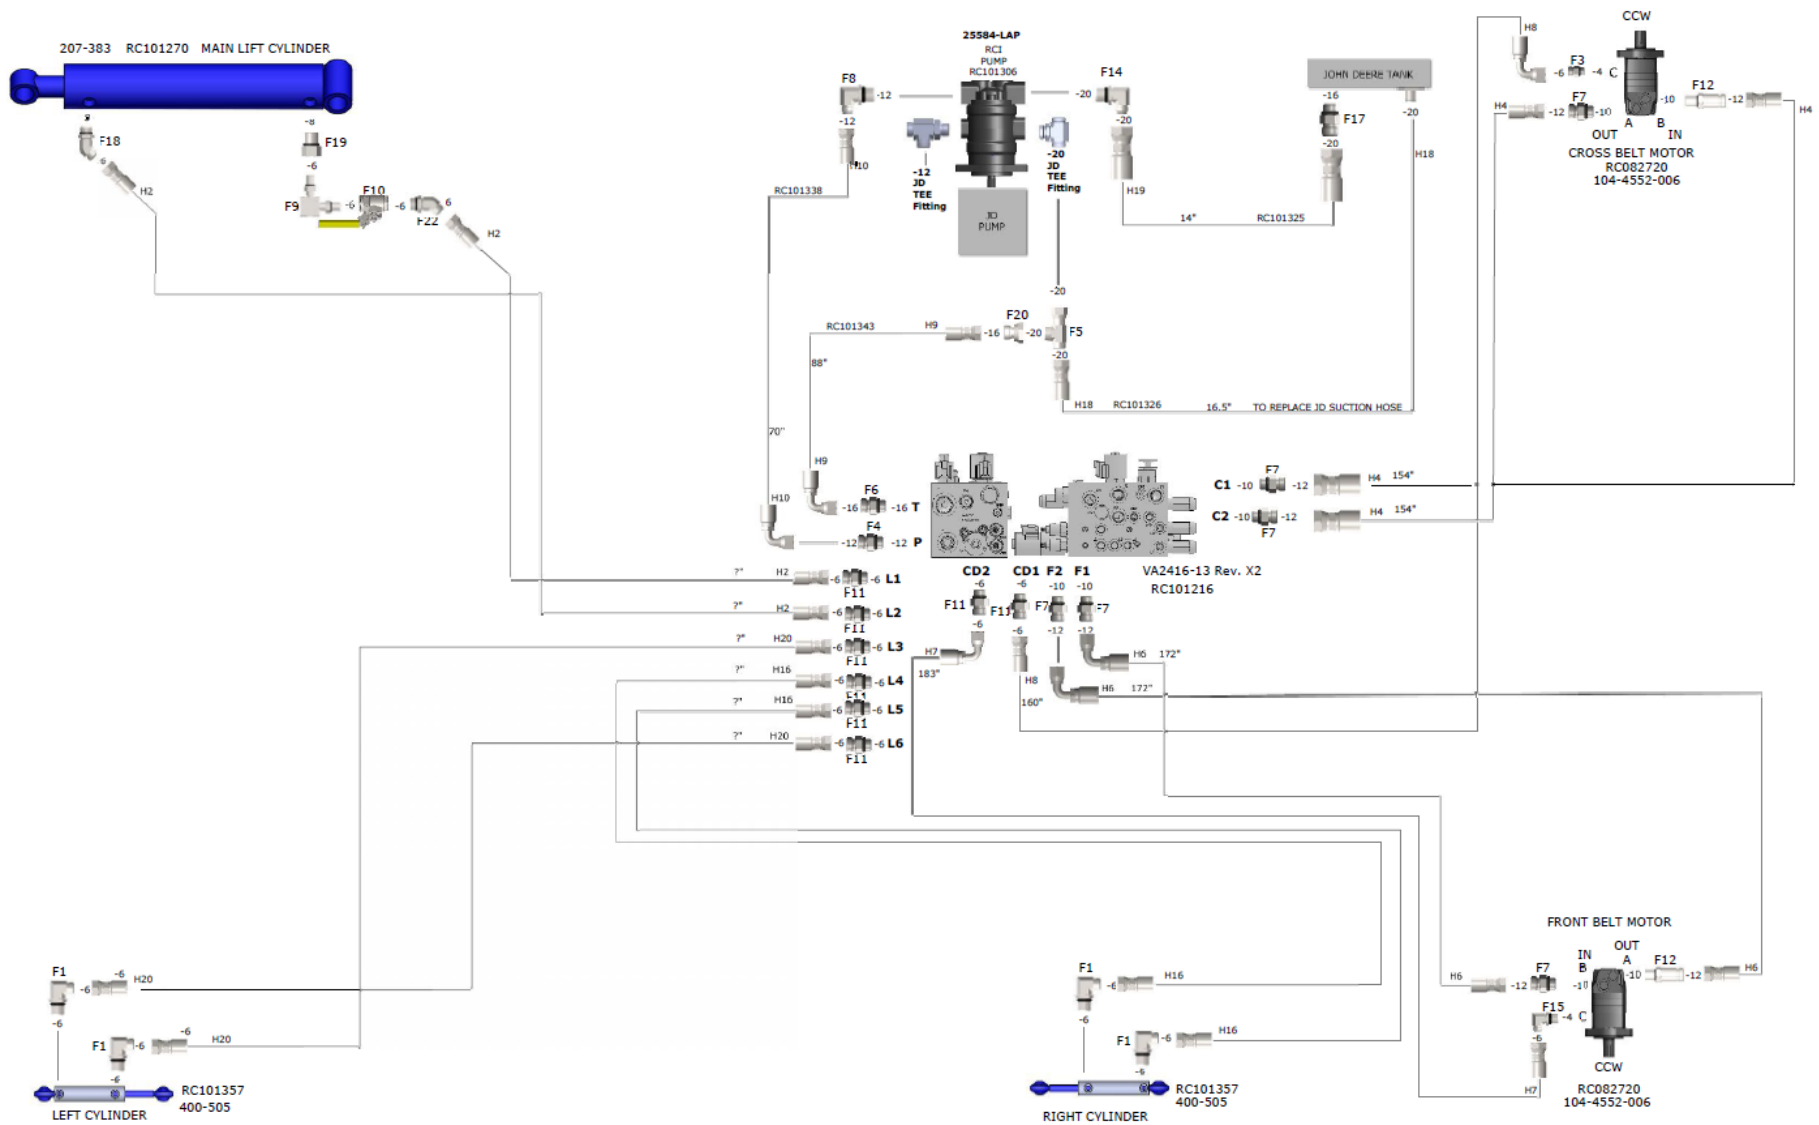 207-383 RC101270 MAIN LIFT CYLINDER
-8
F18
6
6
H2
-8
F19
-6
F9
-6
F10
-6
F22
6
H2
25584-LAP
RCI
PUMP
RC101306
F8
-12
-12
H10
RC101338
-12
JD
TEE
Fitting
JD
PUMP
-20
JD
TEE
Fitting
-20
F14
-20
H19
14"
RC101325
JOHN DEERE TANK
-16
F17
-20
-20
H18
-20
RC101343
H9
-16
F20
-20
F5
-20
88"
H18
RC101326
16.5"
TO REPLACE JD SUCTION HOSE
70"
H9
H10
F6
-16
-16
T
F4
-12
-12
P
CCW
H8
-6
F3
-4
C
H4
-12
F7
-10
-10
F12
-12
H4
A
B
OUT
IN
CROSS BELT MOTOR
RC082720
104-4552-006
C1
-10
F7
-12
H4
154"
C2
-10
F7
-12
H4
154"
VA2416-13 Rev. X2
RC101216
?"
H2
-6
F11
-6
L1
?"
H2
-6
F11
-6
L2
?"
H20
-6
F11
-6
L3
?"
H16
-6
F11
-6
L4
?"
H16
-6
F11
-6
L5
?"
H20
-6
F11
-6
L6
CD2
-6
F11
-6
H7
183"
CD1
-6
F11
-6
H8
160"
F2
-10
F7
-12
H6
172"
F1
-10
F7
-12
H6
172"
F1
-6
-6
H20
-6
F1
-6
-6
H20
-6
RC101357
400-505
LEFT CYLINDER
F1
-6
H16
-6
F1
-6
H16
-6
RC101357
400-505
RIGHT CYLINDER
FRONT BELT MOTOR
OUT
IN
A
B
H6
-12
F7
-10
-10
F12
-12
H6
F15
-4
C
-6
H7
CCW
RC082720
104-4552-006